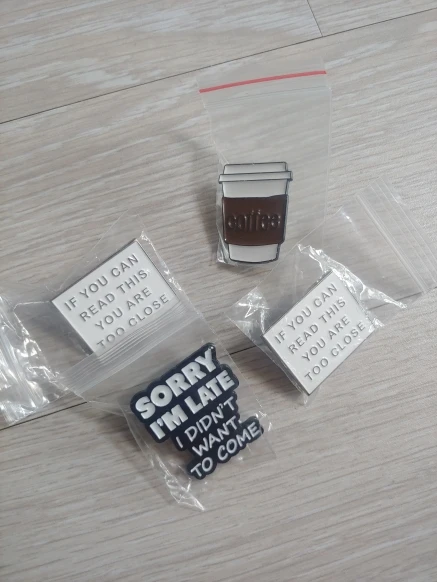 coffee
IF YOU CAN
READ THIS
YOU ARE
TOO CLOSE
IF YOU CAN
READ THIS
YOU ARE
TOO CLOSE
SORRY
I'M LATE
I DIDN'T
WANT
TO COME